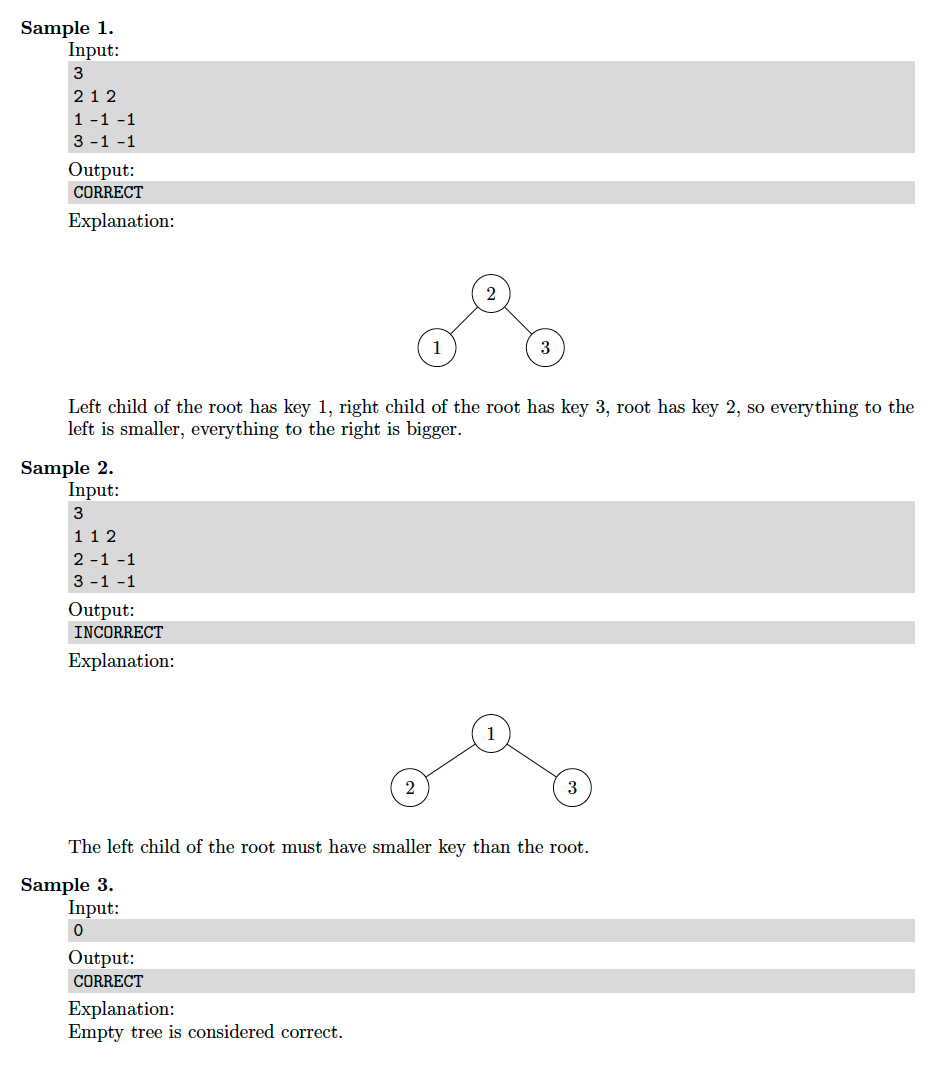 Sample 1.
Input:
3
2 1 2
1 -1 -1
3 -1 -1
Output:
CORRECT
Explanation:
2
1 3
Left child of the root has key 1, right child of the root has key 3, root has key 2, so everything to the
left is smaller, everything to the right is bigger.
Sample 2.
Input:
3
1 1 2
2 -1 -1
3 -1 -1
Output:
INCORRECT
Explanation:
1
2 3
The left child of the root must have smaller key than the root.
Sample 3.
Input:
0
Output:
CORRECT
Explanation:
Empty tree is considered correct.